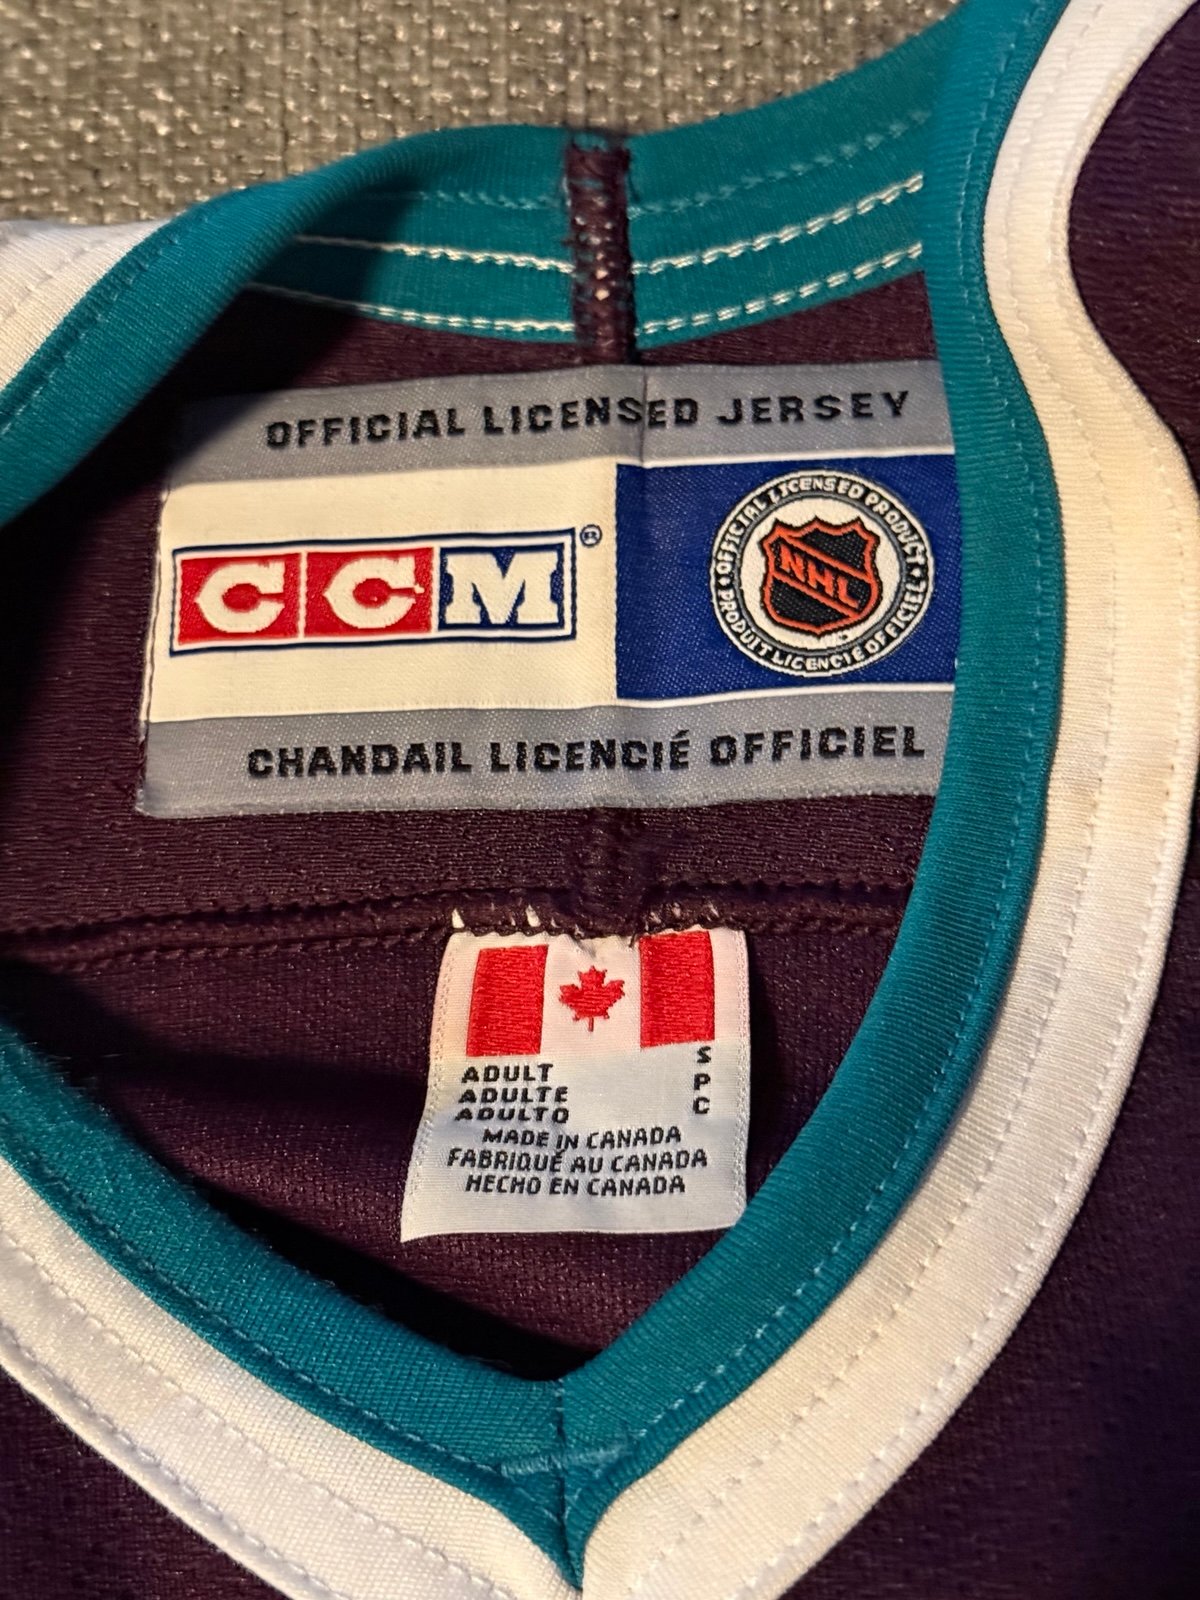 OFFICIAL LICENSED JERSEY
CCM®
OFFICIAL LICENSED PRODUCT
NHL
• PRODUIT LICENCIÉ OFFICIEL •
CHANDAIL LICENCIÉ OFFICIEL
ADULT S
ADULTE P
ADULTO C
MADE IN CANADA
FABRIQUÉ AU CANADA
HECHO EN CANADA